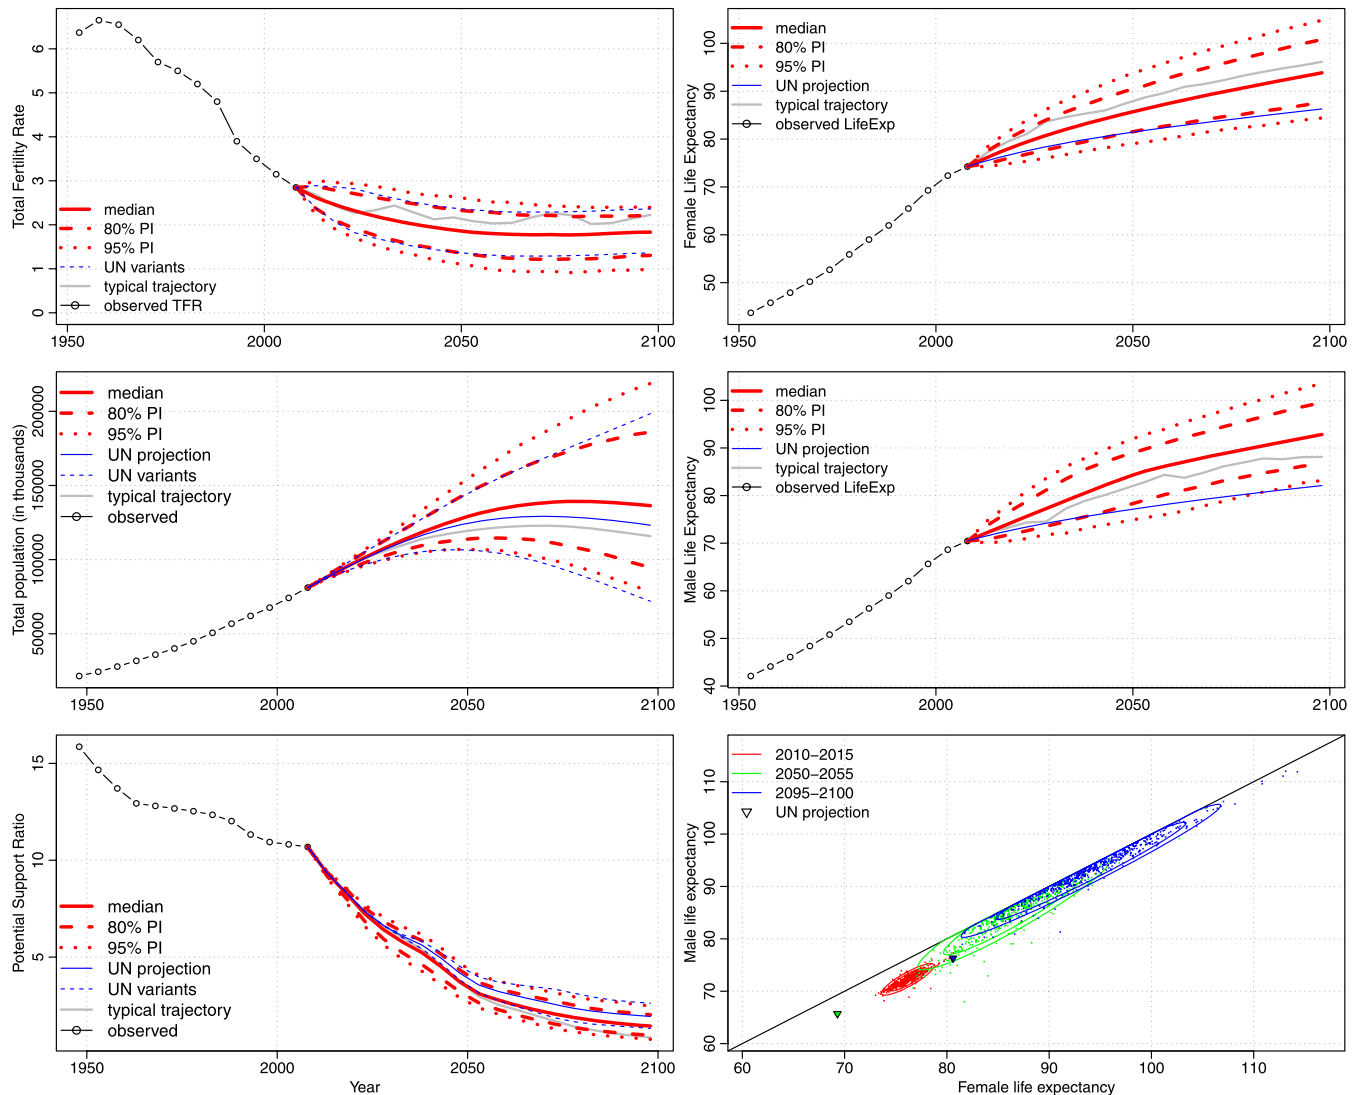 Total Fertility Rate
0
1
2
3
4
5
6
median
80% PI
95% PI
UN variants
typical trajectory
observed TFR
1950
2000
2050
2100
Female Life Expectancy
50
60
70
80
90
100
median
80% PI
95% PI
UN projection
typical trajectory
observed LifeExp
1950
2000
2050
2100
Total population (in thousands)
50000
100000
150000
200000
median
80% PI
95% PI
UN projection
UN variants
typical trajectory
observed
1950
2000
2050
2100
Male Life Expectancy
40
50
60
70
80
90
100
median
80% PI
95% PI
UN projection
typical trajectory
observed LifeExp
1950
2000
2050
2100
Potential Support Ratio
5
10
15
median
80% PI
95% PI
UN projection
UN variants
typical trajectory
observed
1950
2000
2050
2100
Year
Male life expectancy
60
70
80
90
100
110
2010−2015
2050−2055
2095−2100
UN projection
60
70
80
90
100
110
Female life expectancy